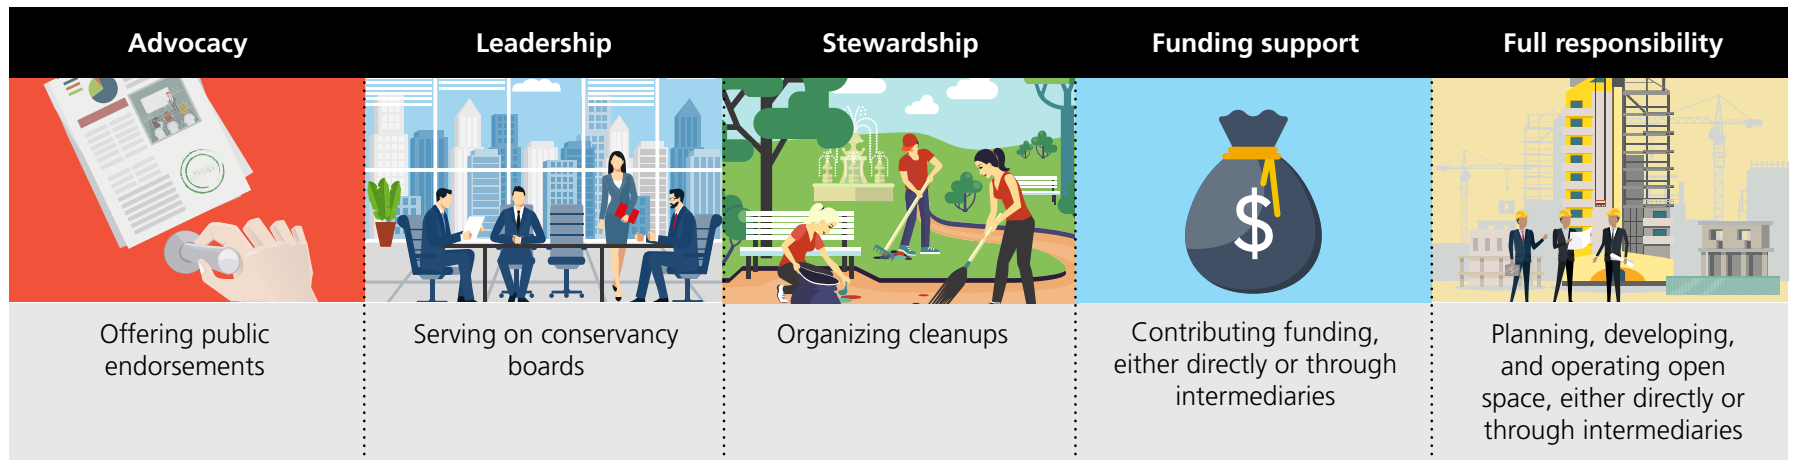 Advocacy
Leadership
Stewardship
Funding support
Full responsibility
$
Offering public
endorsements
Serving on conservancy
boards
Organizing cleanups
Contributing funding,
either directly or through
intermediaries
Planning, developing,
and operating open
space, either directly or
through intermediaries